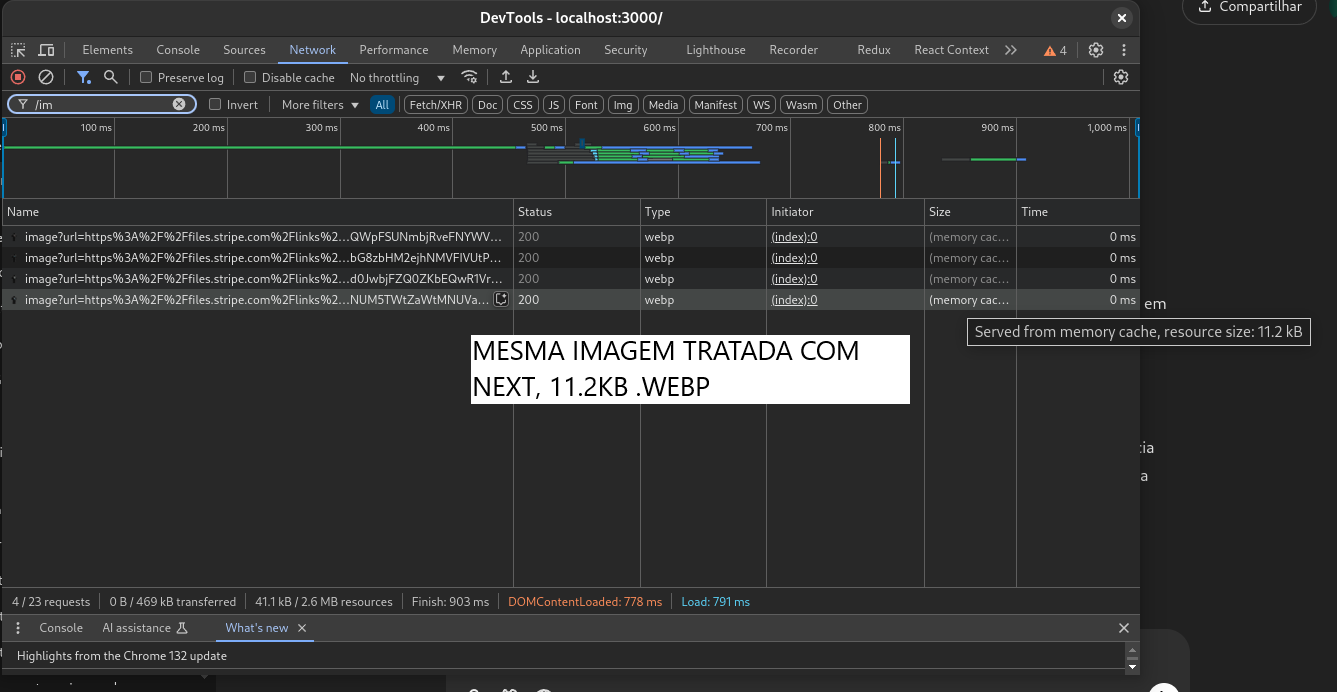 Compartilhar
DevTools - localhost:3000/
Elements Console Sources Network Performance Memory Application Security Lighthouse Recorder Redux React Context 4
Preserve log Disable cache No throttling
/im Invert More filters All Fetch/XHR Doc CSS JS Font Img Media Manifest WS Wasm Other
100 ms 200 ms 300 ms 400 ms 500 ms 600 ms 700 ms 800 ms 900 ms 1,000 ms
Name Status Type Initiator Size Time
image?url=https%3A%2F%2Ffiles.stripe.com%2Flinks%2...QWpFSUNmbjRveFNYWV... 200 webp (index):0 (memory cac... 0 ms
image?url=https%3A%2F%2Ffiles.stripe.com%2Flinks%2...bG8zbHM2ejhNMVFlVUtP... 200 webp (index):0 (memory cac... 0 ms
image?url=https%3A%2F%2Ffiles.stripe.com%2Flinks%2...d0JwbjFZQ0ZKbEQwR1Vr... 200 webp (index):0 (memory cac... 0 ms
image?url=https%3A%2F%2Ffiles.stripe.com%2Flinks%2...NUM5TWtZaWtMNUVa... 200 webp (index):0 (memory cac... 0 ms
em
Served from memory cache, resource size: 11.2 kB
MESMA IMAGEM TRATADA COM
NEXT, 11.2KB .WEBP
4 / 23 requests 0 B / 469 kB transferred 41.1 kB / 2.6 MB resources Finish: 903 ms DOMContentLoaded: 778 ms Load: 791 ms
Console AI assistance What's new
Highlights from the Chrome 132 update